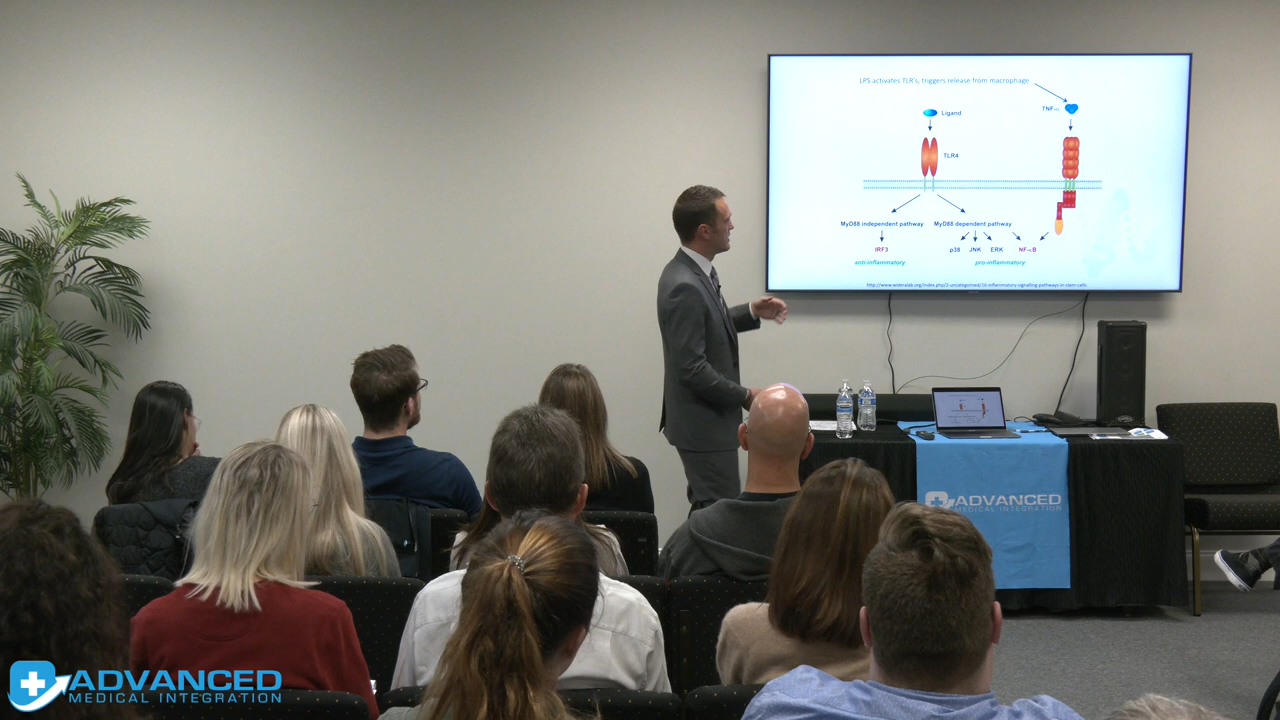 LPS activates TLR's, triggers release from macrophage
TNF-α
Ligand
TLR4
MyD88 independent pathway
MyD88 dependent pathway
IRF3
p38
JNK
ERK
NF-κB
anti-inflammatory
pro-inflammatory
ADVANCED
MEDICAL INTEGRATION
ADVANCED
MEDICAL INTEGRATION